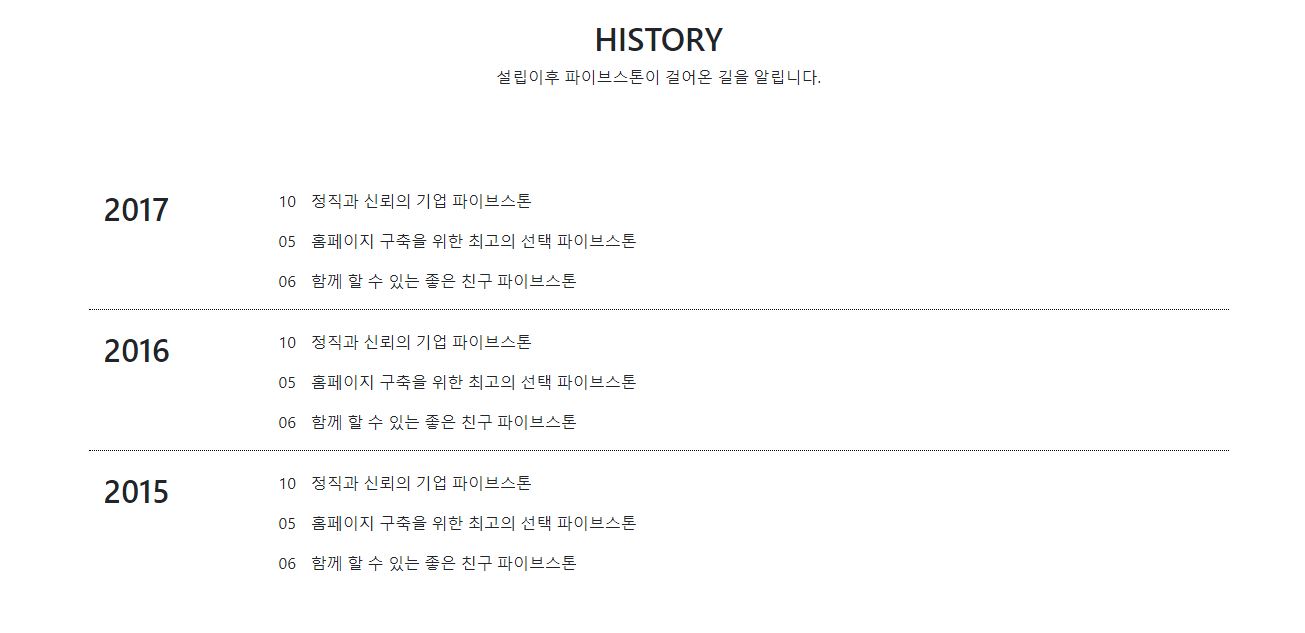 HISTORY
설립이후 파이브스톤이 걸어온 길을 알립니다.
2017
10 정직과 신뢰의 기업 파이브스톤
05 홈페이지 구축을 위한 최고의 선택 파이브스톤
06 함께 할 수 있는 좋은 친구 파이브스톤
2016
10 정직과 신뢰의 기업 파이브스톤
05 홈페이지 구축을 위한 최고의 선택 파이브스톤
06 함께 할 수 있는 좋은 친구 파이브스톤
2015
10 정직과 신뢰의 기업 파이브스톤
05 홈페이지 구축을 위한 최고의 선택 파이브스톤
06 함께 할 수 있는 좋은 친구 파이브스톤